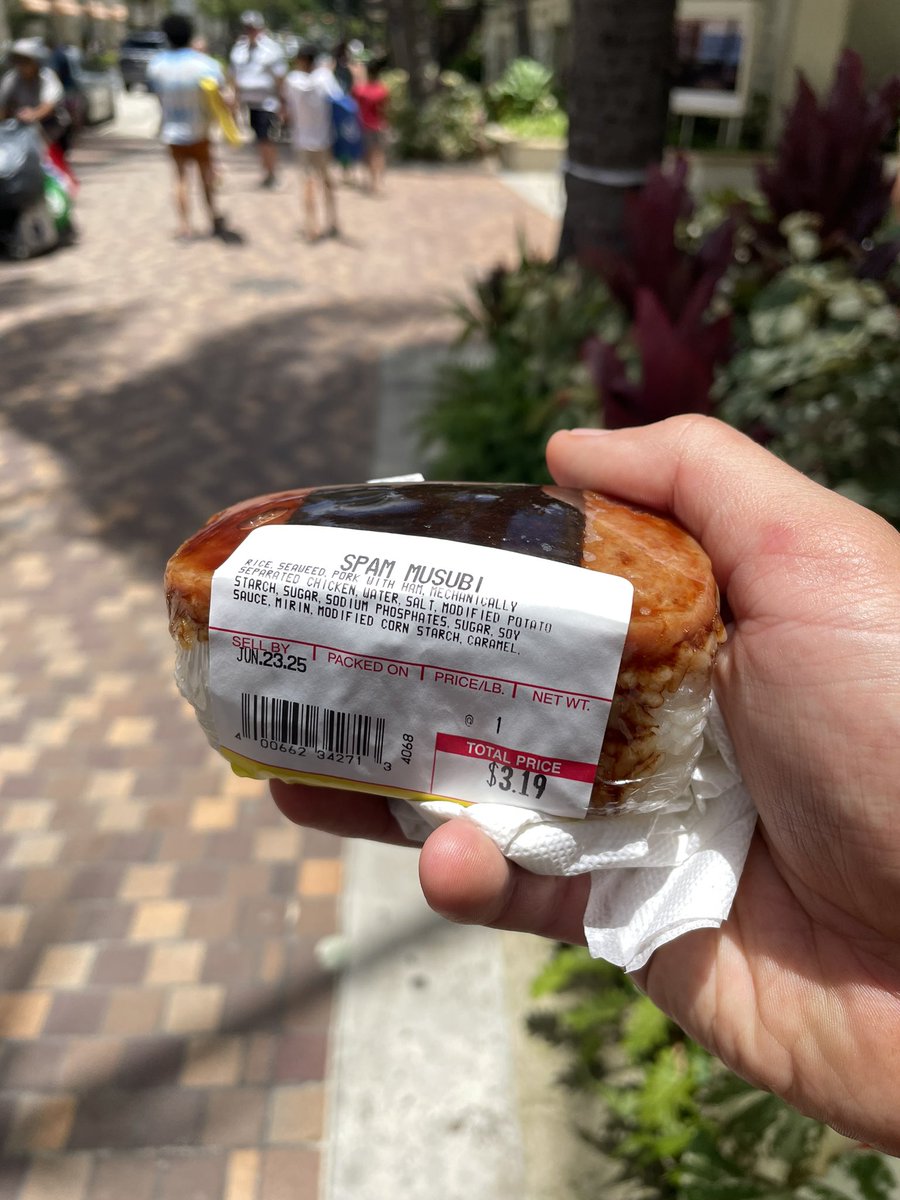 SPAM MUSUBI
RICE, SEAWEED, PORK WITH HAM, MECHANICALLY
SEPARATED CHICKEN, WATER, SALT, MODIFIED POTATO
STARCH, SUGAR, SODIUM PHOSPHATES, SUGAR, SOY
SAUCE, MIRIN, MODIFIED CORN STARCH, CARAMEL.
SELL BY PACKED ON PRICE/LB. NET WT.
JUN.23.25
@ 1
4 00662 34271 3 4068
TOTAL PRICE
$3.19